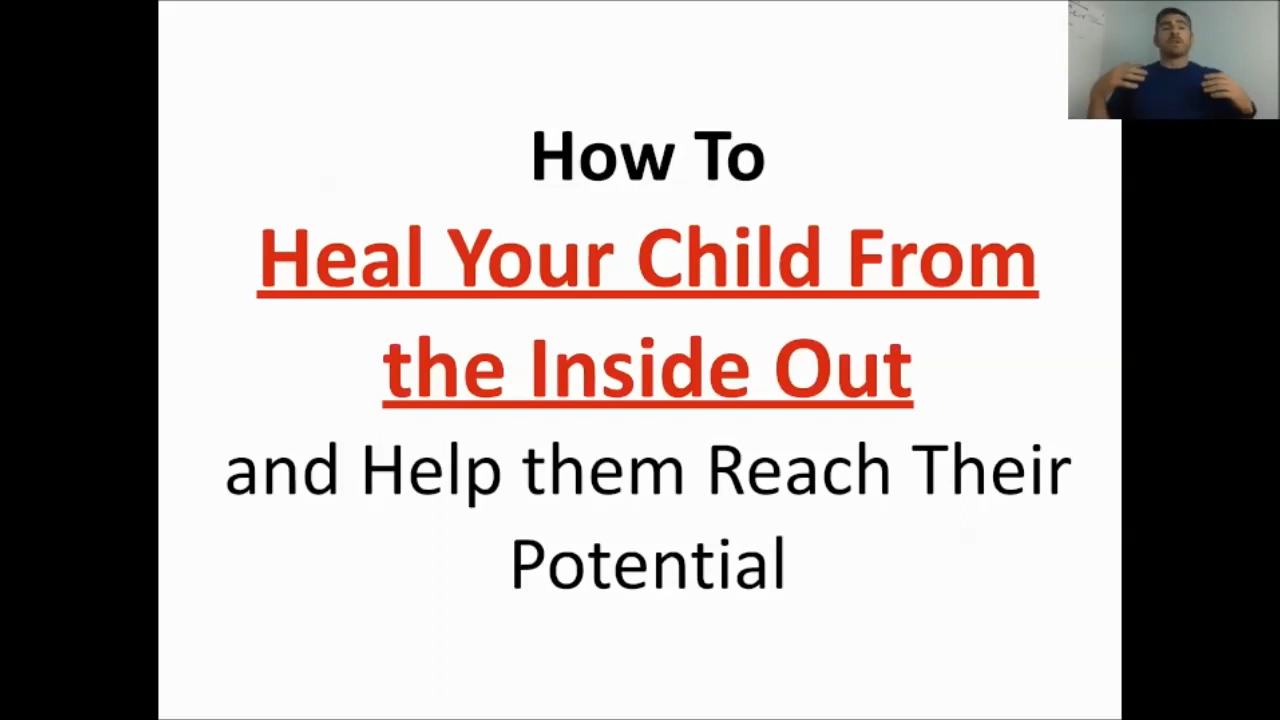 How To
Heal Your Child From
the Inside Out
and Help them Reach Their
Potential